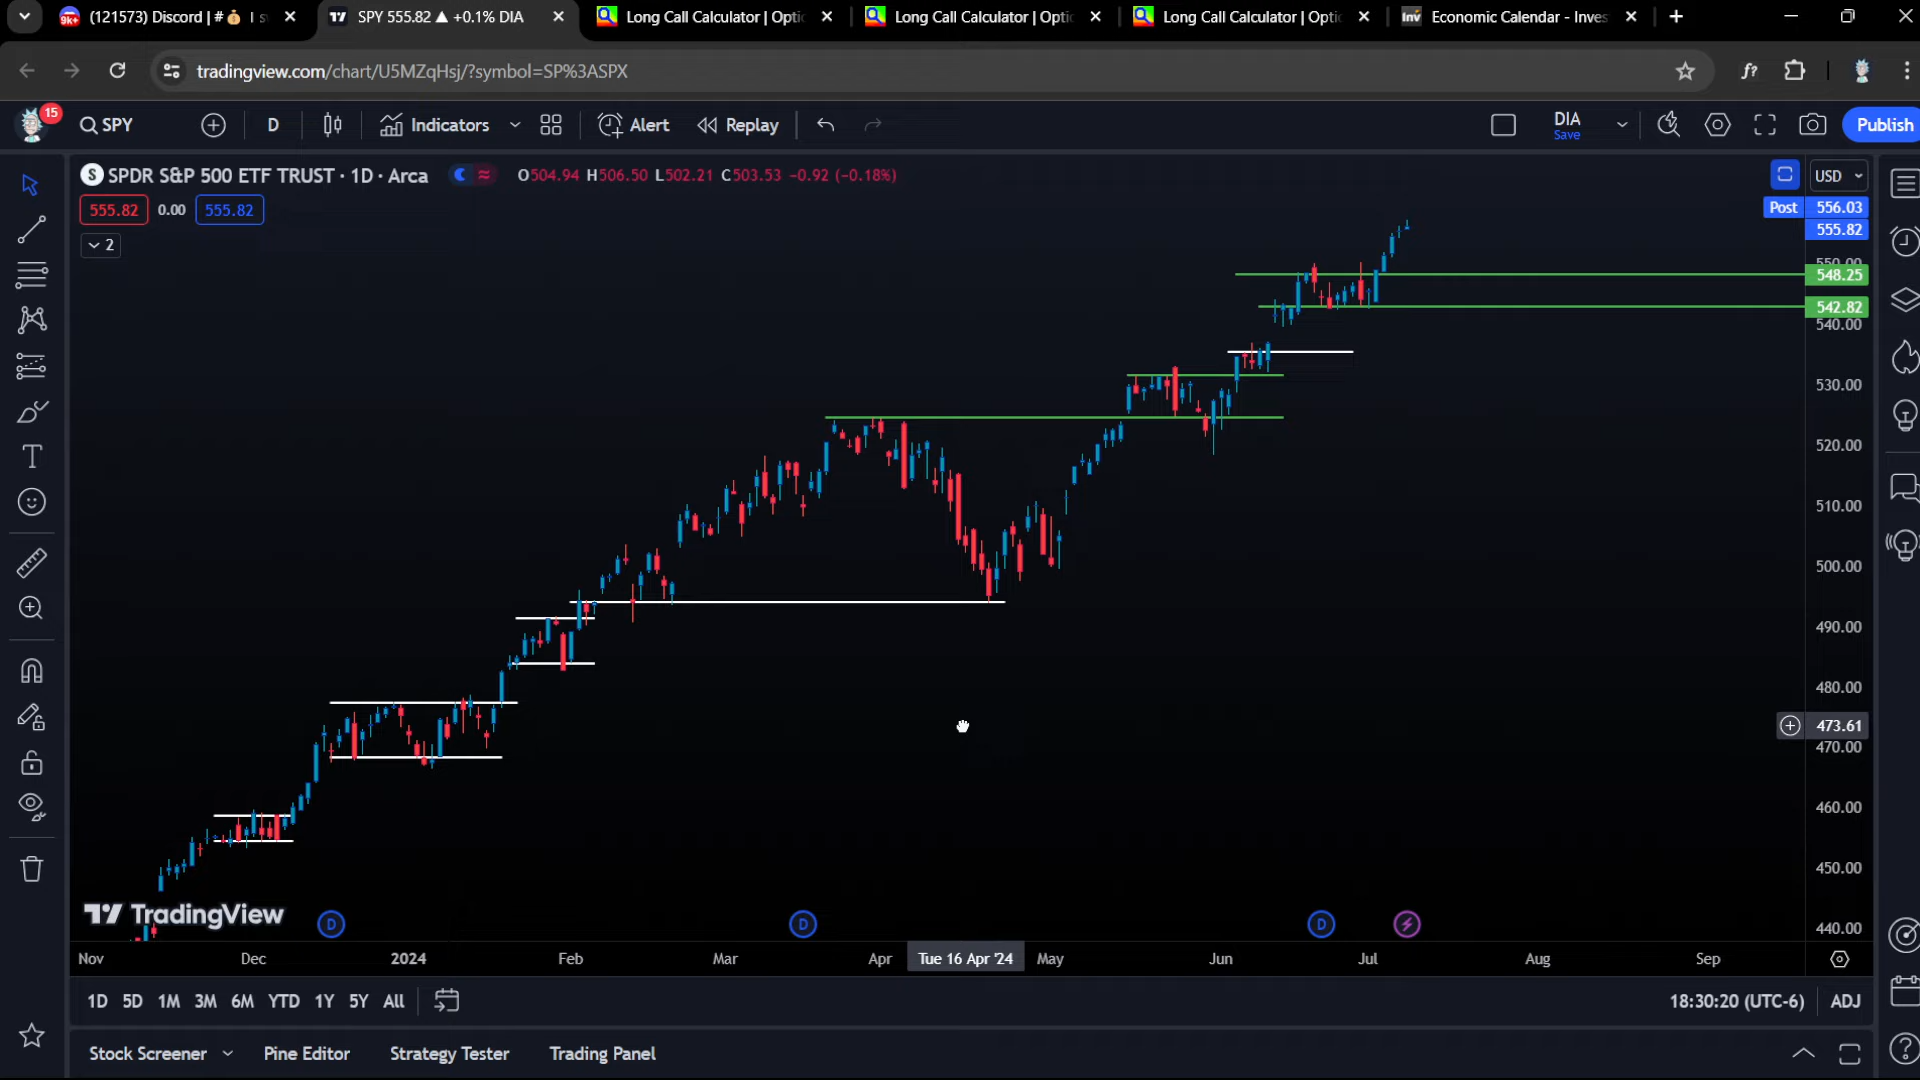 9K+ (121573) Discord | # 💰 | s
SPY 555.82 ▲ +0.1% DIA
Long Call Calculator | Optic
Long Call Calculator | Optic
Long Call Calculator | Optic
Inv Economic Calendar - Inves
tradingview.com/chart/U5MZqHsj/?symbol=SP%3ASPX
f?
15
SPY
D
Indicators
Alert
Replay
DIA
Save
Publish
S SPDR S&P 500 ETF TRUST · 1D · Arca
O504.94 H506.50 L502.21 C503.53 −0.92 (−0.18%)
USD
555.82 0.00 555.82
2
Post 556.03
555.82
548.25
542.82
540.00
530.00
520.00
510.00
500.00
490.00
480.00
473.61
470.00
460.00
450.00
440.00
TradingView
D D D
Nov Dec 2024 Feb Mar Apr Tue 16 Apr '24 May Jun Jul Aug Sep
1D 5D 1M 3M 6M YTD 1Y 5Y All
18:30:20 (UTC-6) ADJ
Stock Screener Pine Editor Strategy Tester Trading Panel